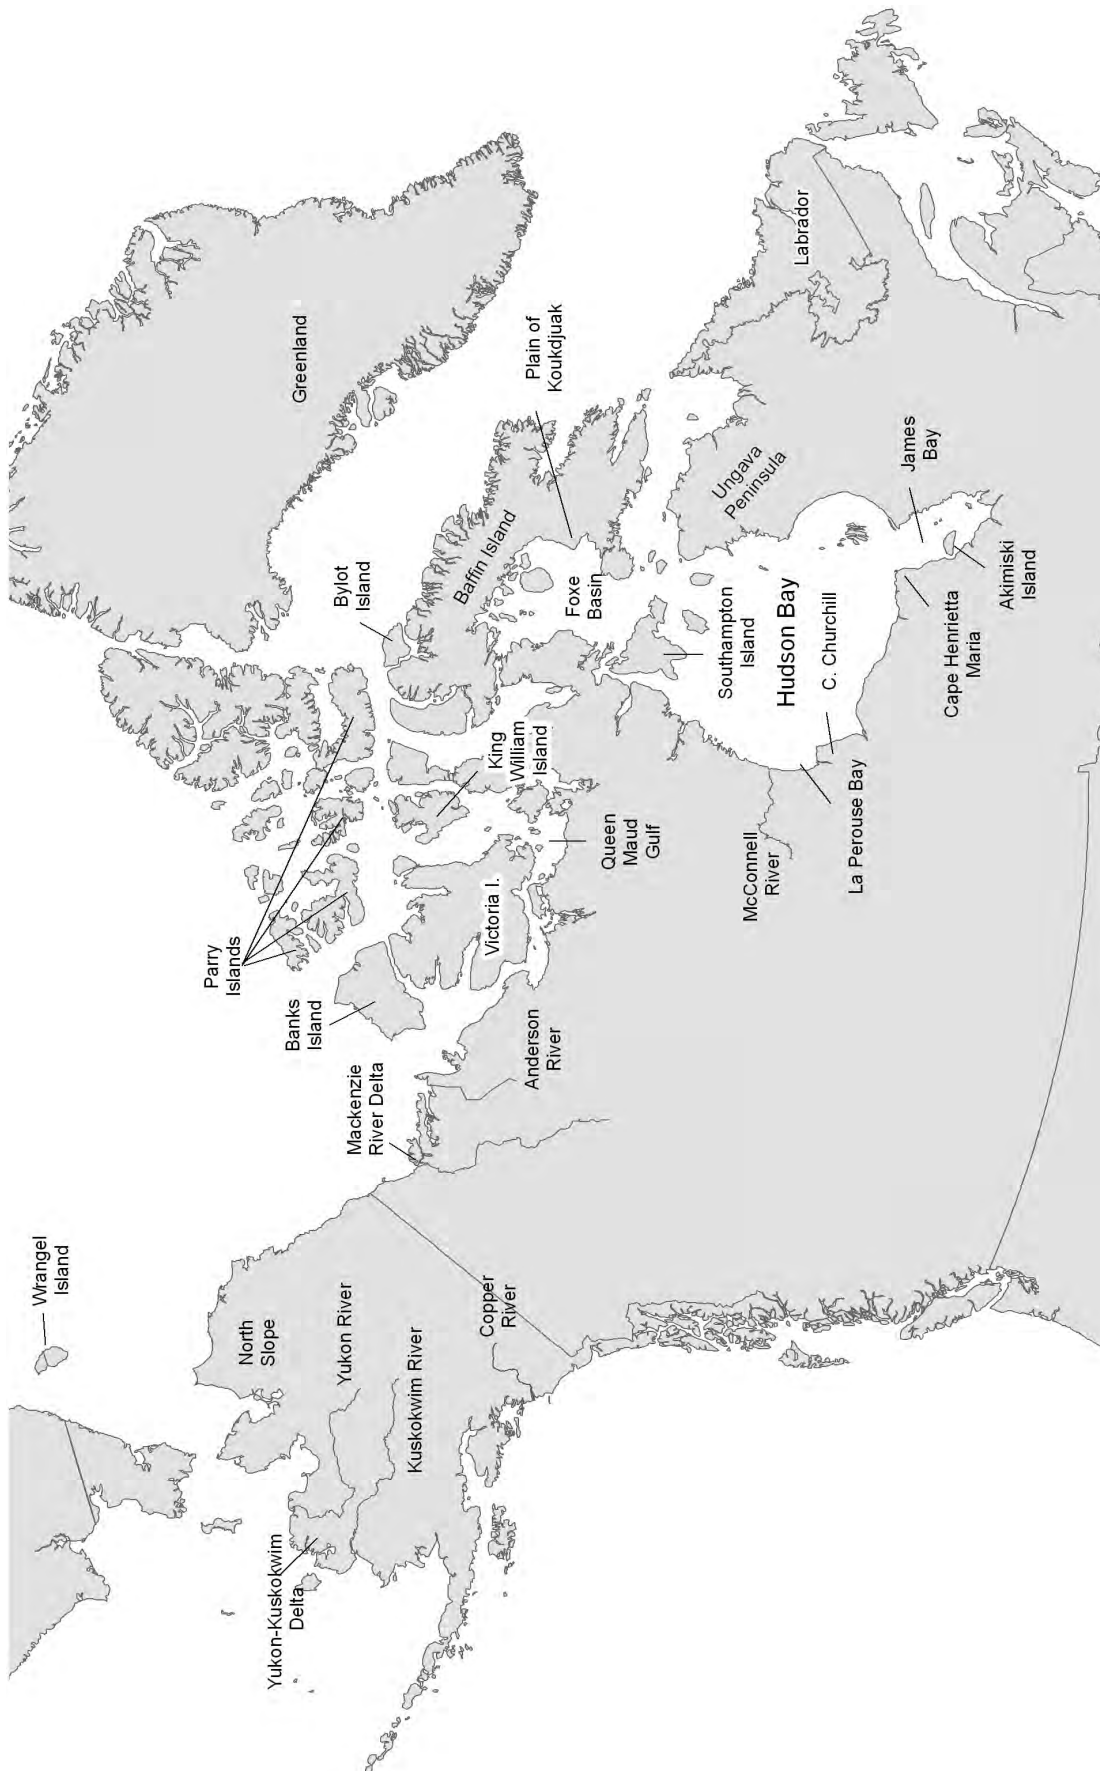 Wrangel
Island
North
Slope
Yukon River
Kuskokwim River
Yukon-Kuskokwim
Delta
Copper
River
Mackenzie
River Delta
Anderson
River
Banks
Island
Parry
Islands
Victoria I.
Queen
Maud
Gulf
King
William
Island
Bylot
Island
Baffin Island
Greenland
Foxe
Basin
Plain of
Koukdjuak
Southampton
Island
Hudson Bay
C. Churchill
La Perouse Bay
McConnell
River
Cape Henrietta
Maria
Akimiski
Island
James
Bay
Ungava
Peninsula
Labrador